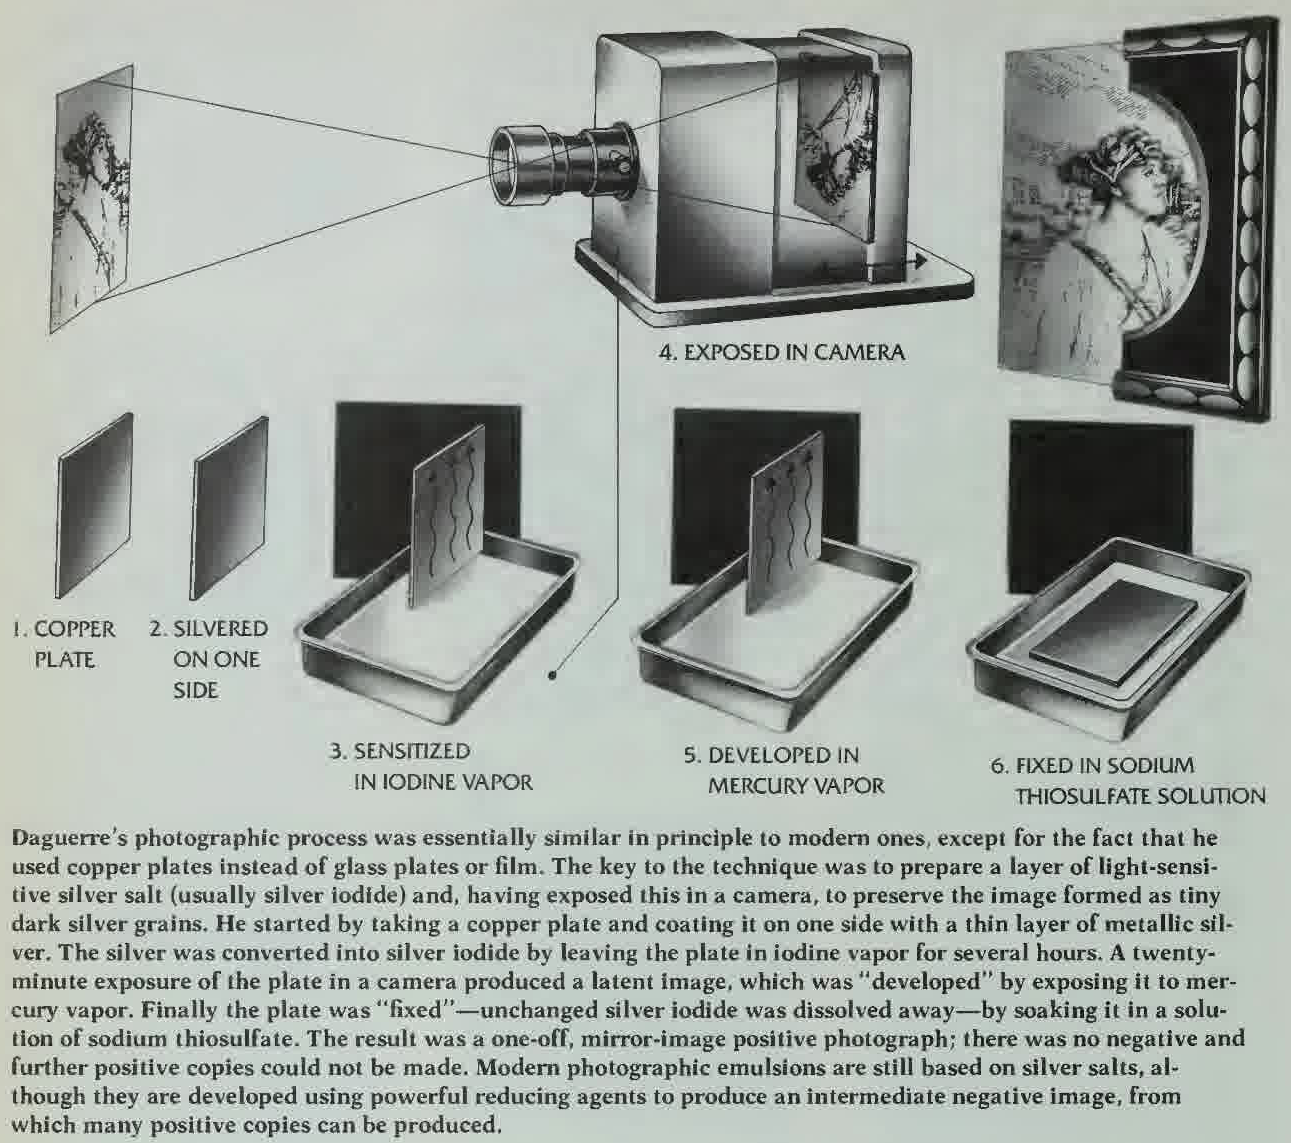 4. EXPOSED IN CAMERA
1. COPPER
PLATE
2. SILVERED
ON ONE
SIDE
3. SENSITIZED
IN IODINE VAPOR
5. DEVELOPED IN
MERCURY VAPOR
6. FIXED IN SODIUM
THIOSULFATE SOLUTION
Daguerre's photographic process was essentially similar in principle to modern ones, except for the fact that he
used copper plates instead of glass plates or film. The key to the technique was to prepare a layer of light-sensi-
tive silver salt (usually silver iodide) and, having exposed this in a camera, to preserve the image formed as tiny
dark silver grains. He started by taking a copper plate and coating it on one side with a thin layer of metallic sil-
ver. The silver was converted into silver iodide by leaving the plate in iodine vapor for several hours. A twenty-
minute exposure of the plate in a camera produced a latent image, which was "developed" by exposing it to mer-
cury vapor. Finally the plate was "fixed"—unchanged silver iodide was dissolved away—by soaking it in a solu-
tion of sodium thiosulfate. The result was a one-off, mirror-image positive photograph; there was no negative and
further positive copies could not be made. Modern photographic emulsions are still based on silver salts, al-
though they are developed using powerful reducing agents to produce an intermediate negative image, from
which many positive copies can be produced.